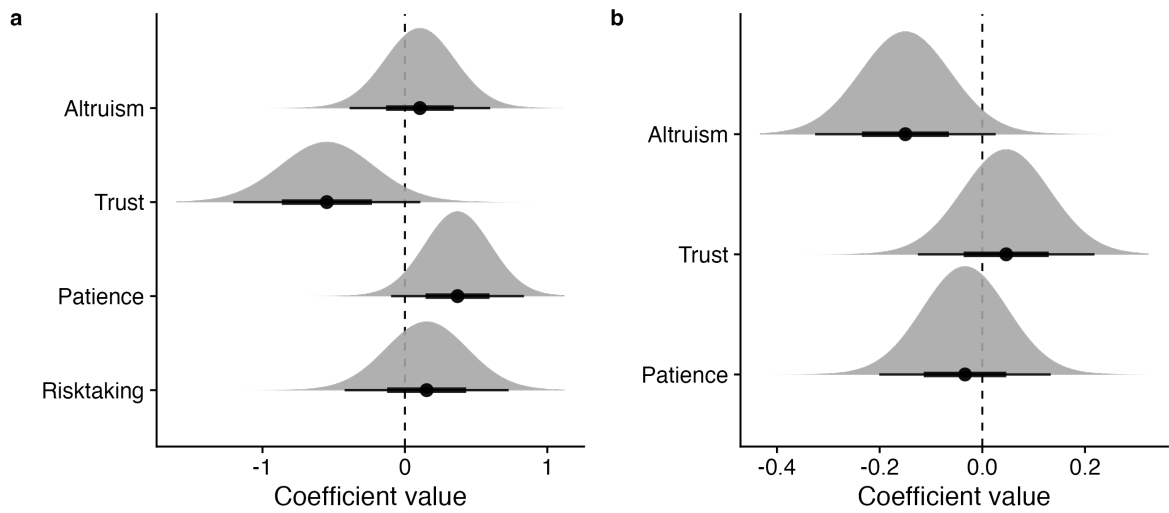 a
Altruism
Trust
Patience
Risktaking
-1 0 1
Coefficient value
b
Altruism
Trust
Patience
-0.4 -0.2 0.0 0.2
Coefficient value